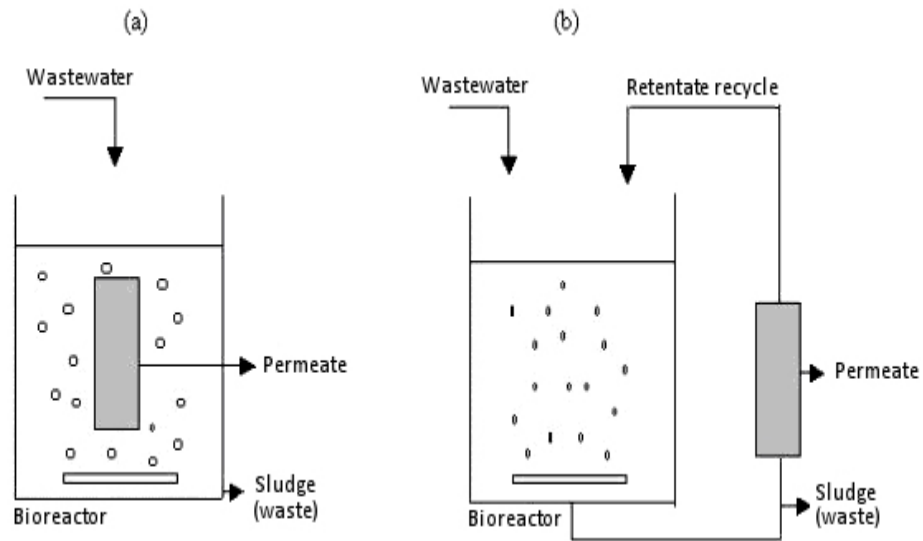 (a)
Wastewater
Permeate
Sludge
(waste)
Bioreactor
(b)
Wastewater
Retentate recycle
Permeate
Sludge
(waste)
Bioreactor